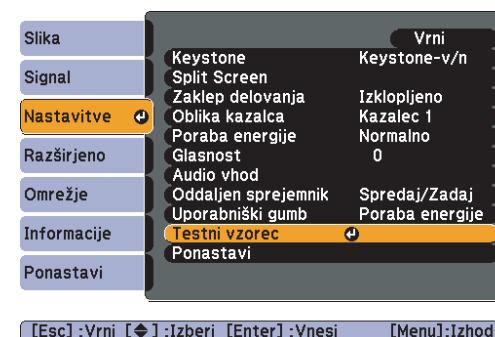 Slika
Signal
Nastavitve
Razširjeno
Omrežje
Informacije
Ponastavi
Vrni
Keystone Keystone-v/n
Split Screen
Zaklep delovanja Izklopljeno
Oblika kazalca Kazalec 1
Poraba energije Normalno
Glasnost 0
Audio vhod
Oddaljen sprejemnik Spredaj/Zadaj
Uporabniški gumb Poraba energije
Testni vzorec
Ponastavi
[Esc] :Vrni [◆] :Izberi [Enter] :Vnesi [Menu]:Izhod